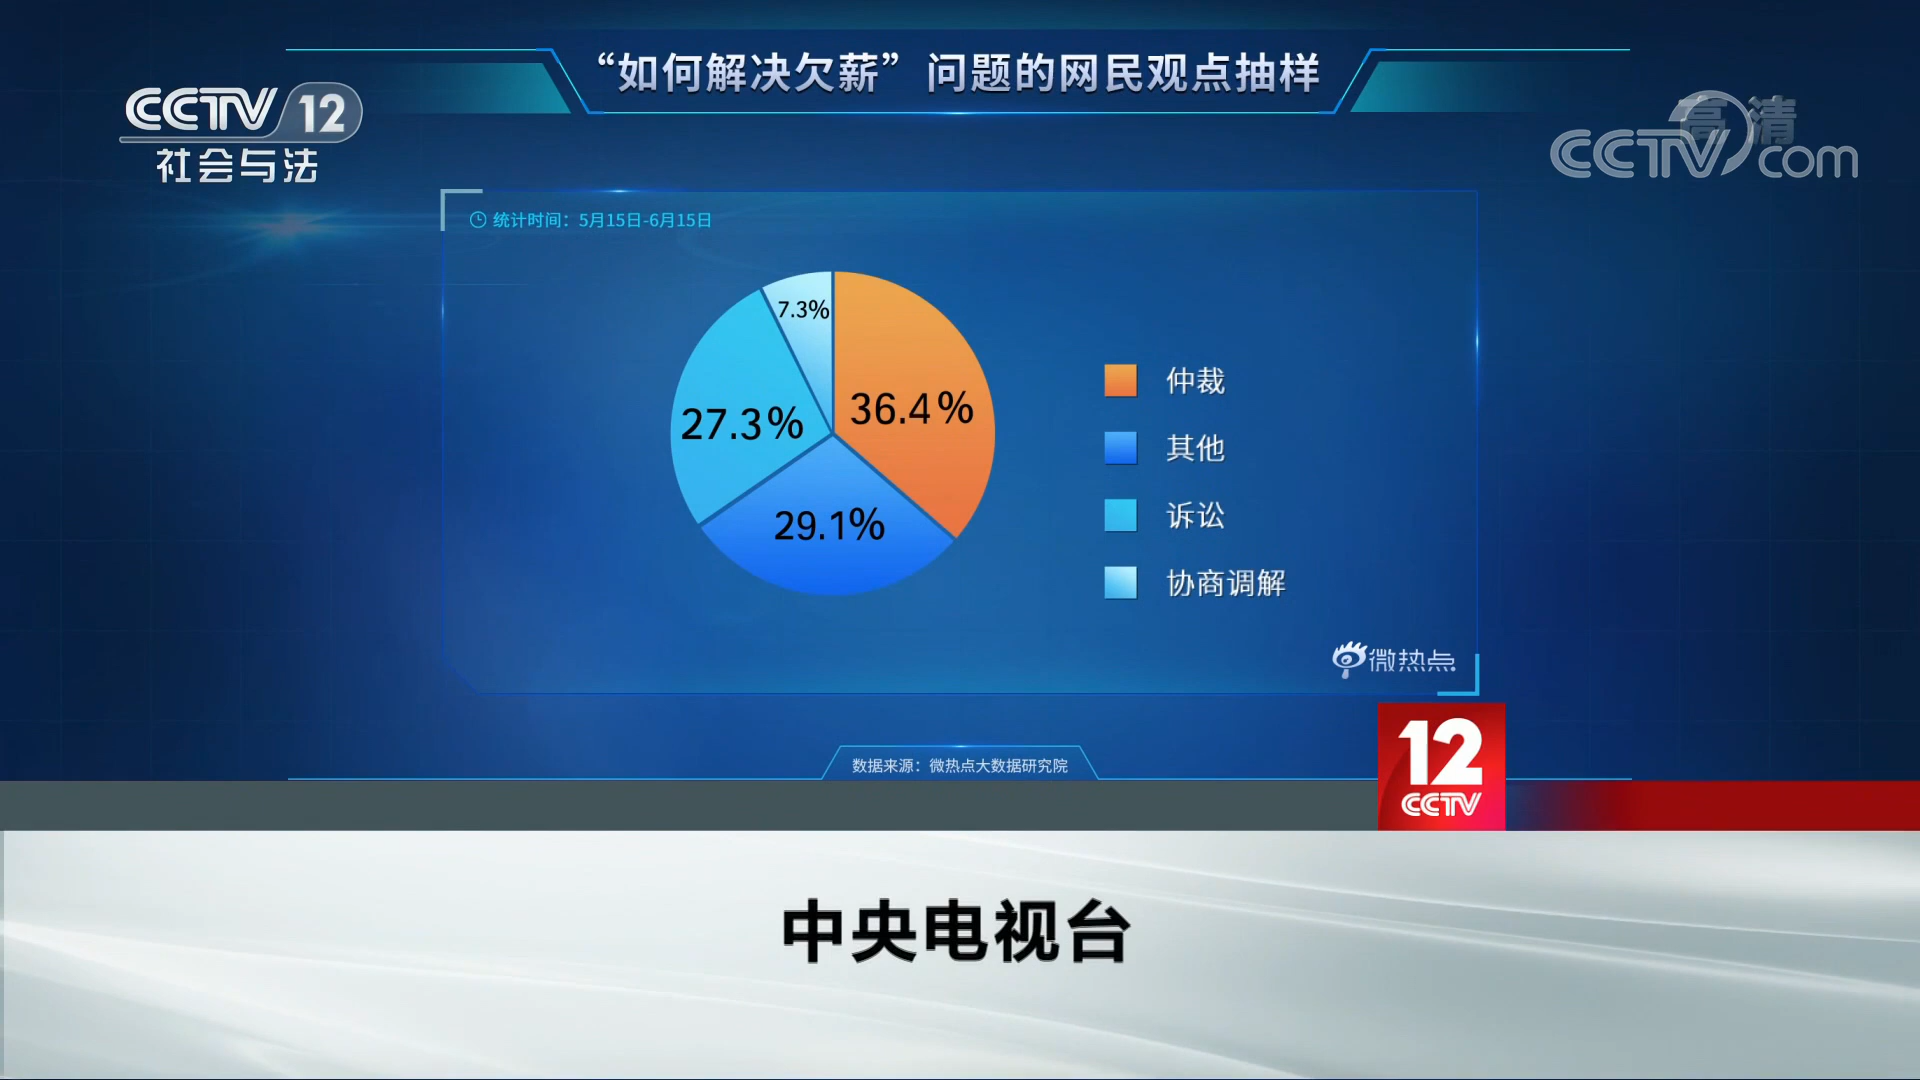 “如何解决欠薪”问题的网民观点抽样
CCTV 12
社会与法
高清
CCTV.com
统计时间：5月15日-6月15日
7.3%
36.4%
27.3%
29.1%
仲裁
其他
诉讼
协商调解
微热点
数据来源：微热点大数据研究院
12
CCTV
中央电视台